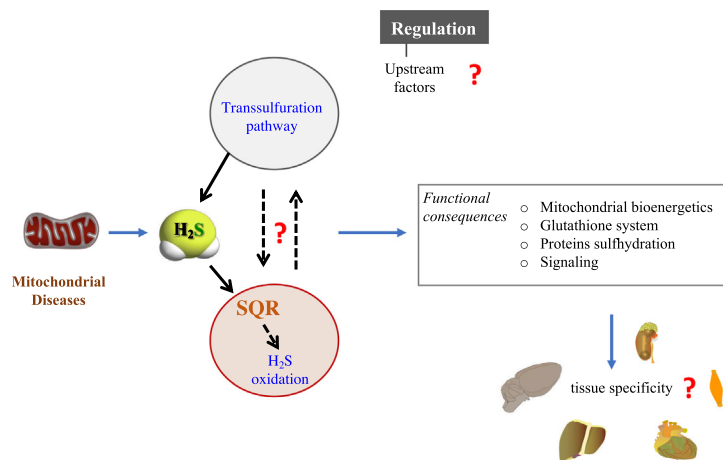 Regulation
Upstream
factors
?
Transsulfuration
pathway
Mitochondrial
Diseases
H₂S
?
SQR
H₂S
oxidation
Functional
consequences
o Mitochondrial bioenergetics
o Glutathione system
o Proteins sulfhydration
o Signaling
tissue specificity ?